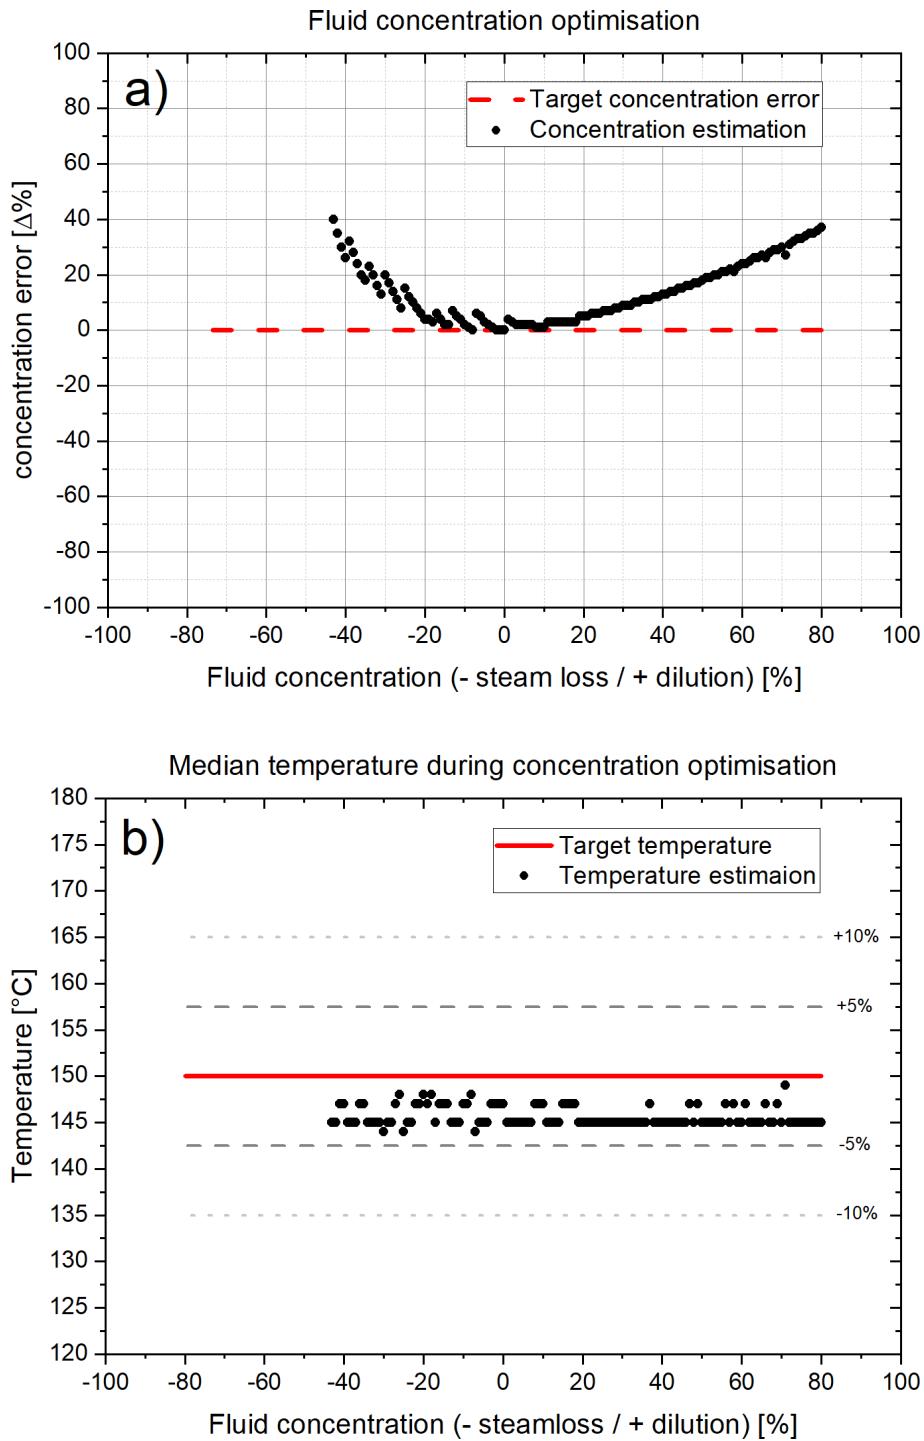 Fluid concentration optimisation
a)
Target concentration error
Concentration estimation
100
80
60
40
20
0
-20
-40
-60
-80
-100
concentration error [Δ%]
-100 -80 -60 -40 -20 0 20 40 60 80 100
Fluid concentration (- steam loss / + dilution) [%]
Median temperature during concentration optimisation
b)
Target temperature
Temperature estimaion
180
175
170
165
160
155
150
145
140
135
130
125
120
Temperature [°C]
+10%
+5%
-5%
-10%
-100 -80 -60 -40 -20 0 20 40 60 80 100
Fluid concentration (- steamloss / + dilution) [%]